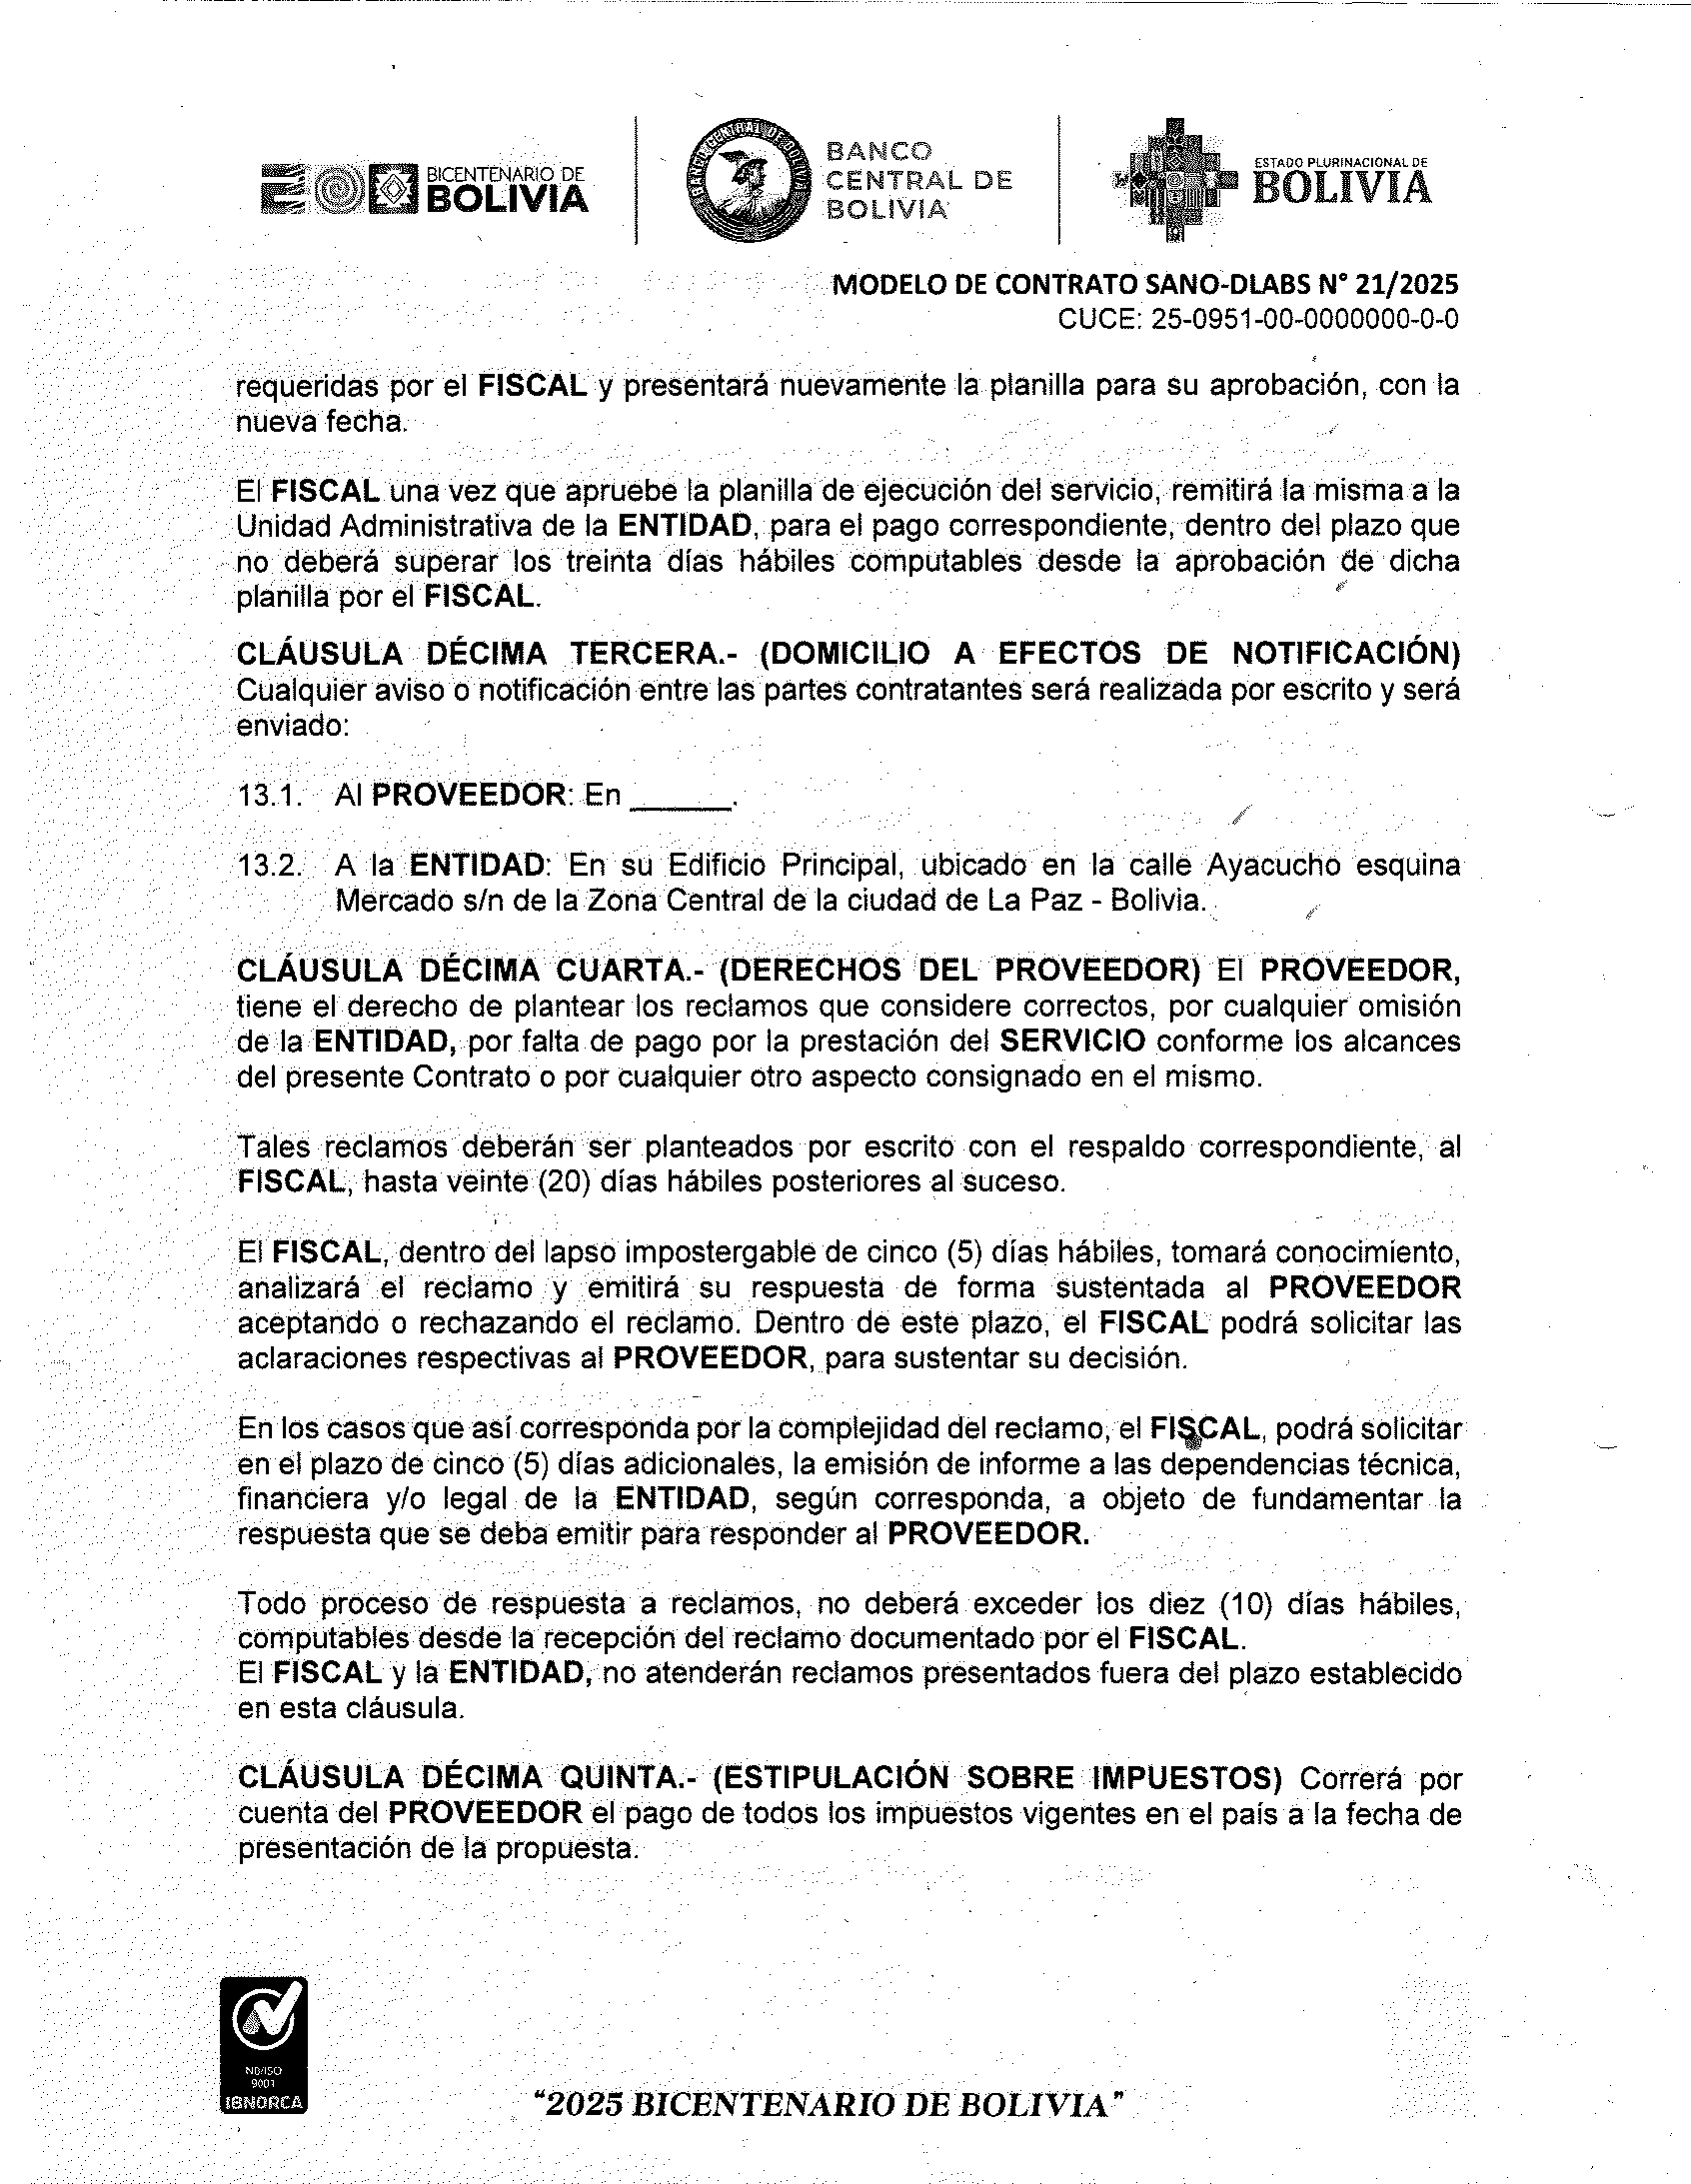 BICENTENARIO DE
BOLIVIA
BANCO CENTRAL DE BOLIVIA
BANCO
CENTRAL DE
BOLIVIA
ESTADO PLURINACIONAL DE
BOLIVIA
MODELO DE CONTRATO SANO-DLABS N° 21/2025
CUCE: 25-0951-00-0000000-0-0
requeridas por el FISCAL y presentará nuevamente la planilla para su aprobación, con la
nueva fecha.
El FISCAL una vez que apruebe la planilla de ejecución del servicio, remitirá la misma a la
Unidad Administrativa de la ENTIDAD, para el pago correspondiente, dentro del plazo que
no deberá superar los treinta días hábiles computables desde la aprobación de dicha
planilla por el FISCAL.
CLÁUSULA DÉCIMA TERCERA.- (DOMICILIO A EFECTOS DE NOTIFICACIÓN)
Cualquier aviso o notificación entre las partes contratantes será realizada por escrito y será
enviado:
13.1. Al PROVEEDOR: En ______.
13.2. A la ENTIDAD: En su Edificio Principal, ubicado en la calle Ayacucho esquina
Mercado s/n de la Zona Central de la ciudad de La Paz - Bolivia.
CLÁUSULA DÉCIMA CUARTA.- (DERECHOS DEL PROVEEDOR) El PROVEEDOR,
tiene el derecho de plantear los reclamos que considere correctos, por cualquier omisión
de la ENTIDAD, por falta de pago por la prestación del SERVICIO conforme los alcances
del presente Contrato o por cualquier otro aspecto consignado en el mismo.
Tales reclamos deberán ser planteados por escrito con el respaldo correspondiente, al
FISCAL, hasta veinte (20) días hábiles posteriores al suceso.
El FISCAL, dentro del lapso impostergable de cinco (5) días hábiles, tomará conocimiento,
analizará el reclamo y emitirá su respuesta de forma sustentada al PROVEEDOR
aceptando o rechazando el reclamo. Dentro de este plazo, el FISCAL podrá solicitar las
aclaraciones respectivas al PROVEEDOR, para sustentar su decisión.
En los casos que así corresponda por la complejidad del reclamo, el FISCAL, podrá solicitar
en el plazo de cinco (5) días adicionales, la emisión de informe a las dependencias técnica,
financiera y/o legal de la ENTIDAD, según corresponda, a objeto de fundamentar la
respuesta que se deba emitir para responder al PROVEEDOR.
Todo proceso de respuesta a reclamos, no deberá exceder los diez (10) días hábiles,
computables desde la recepción del reclamo documentado por el FISCAL.
El FISCAL y la ENTIDAD, no atenderán reclamos presentados fuera del plazo establecido
en esta cláusula.
CLÁUSULA DÉCIMA QUINTA.- (ESTIPULACIÓN SOBRE IMPUESTOS) Correrá por
cuenta del PROVEEDOR el pago de todos los impuestos vigentes en el país a la fecha de
presentación de la propuesta.
NB/ISO
9001
IBNORCA
“2025 BICENTENARIO DE BOLIVIA”